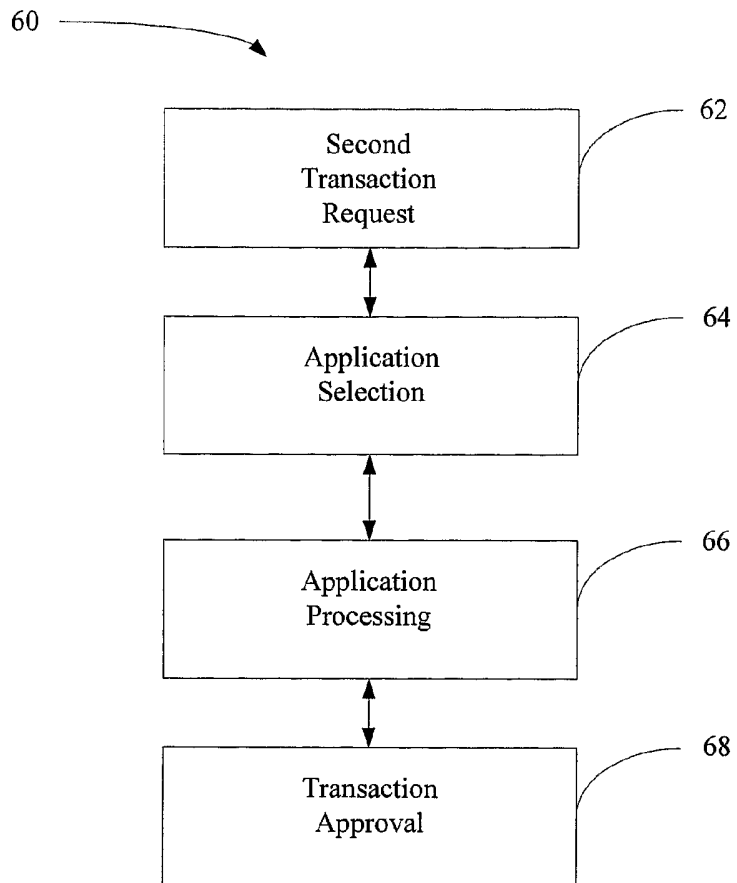 60
62
Second
Transaction
Request
64
Application
Selection
66
Application
Processing
68
Transaction
Approval